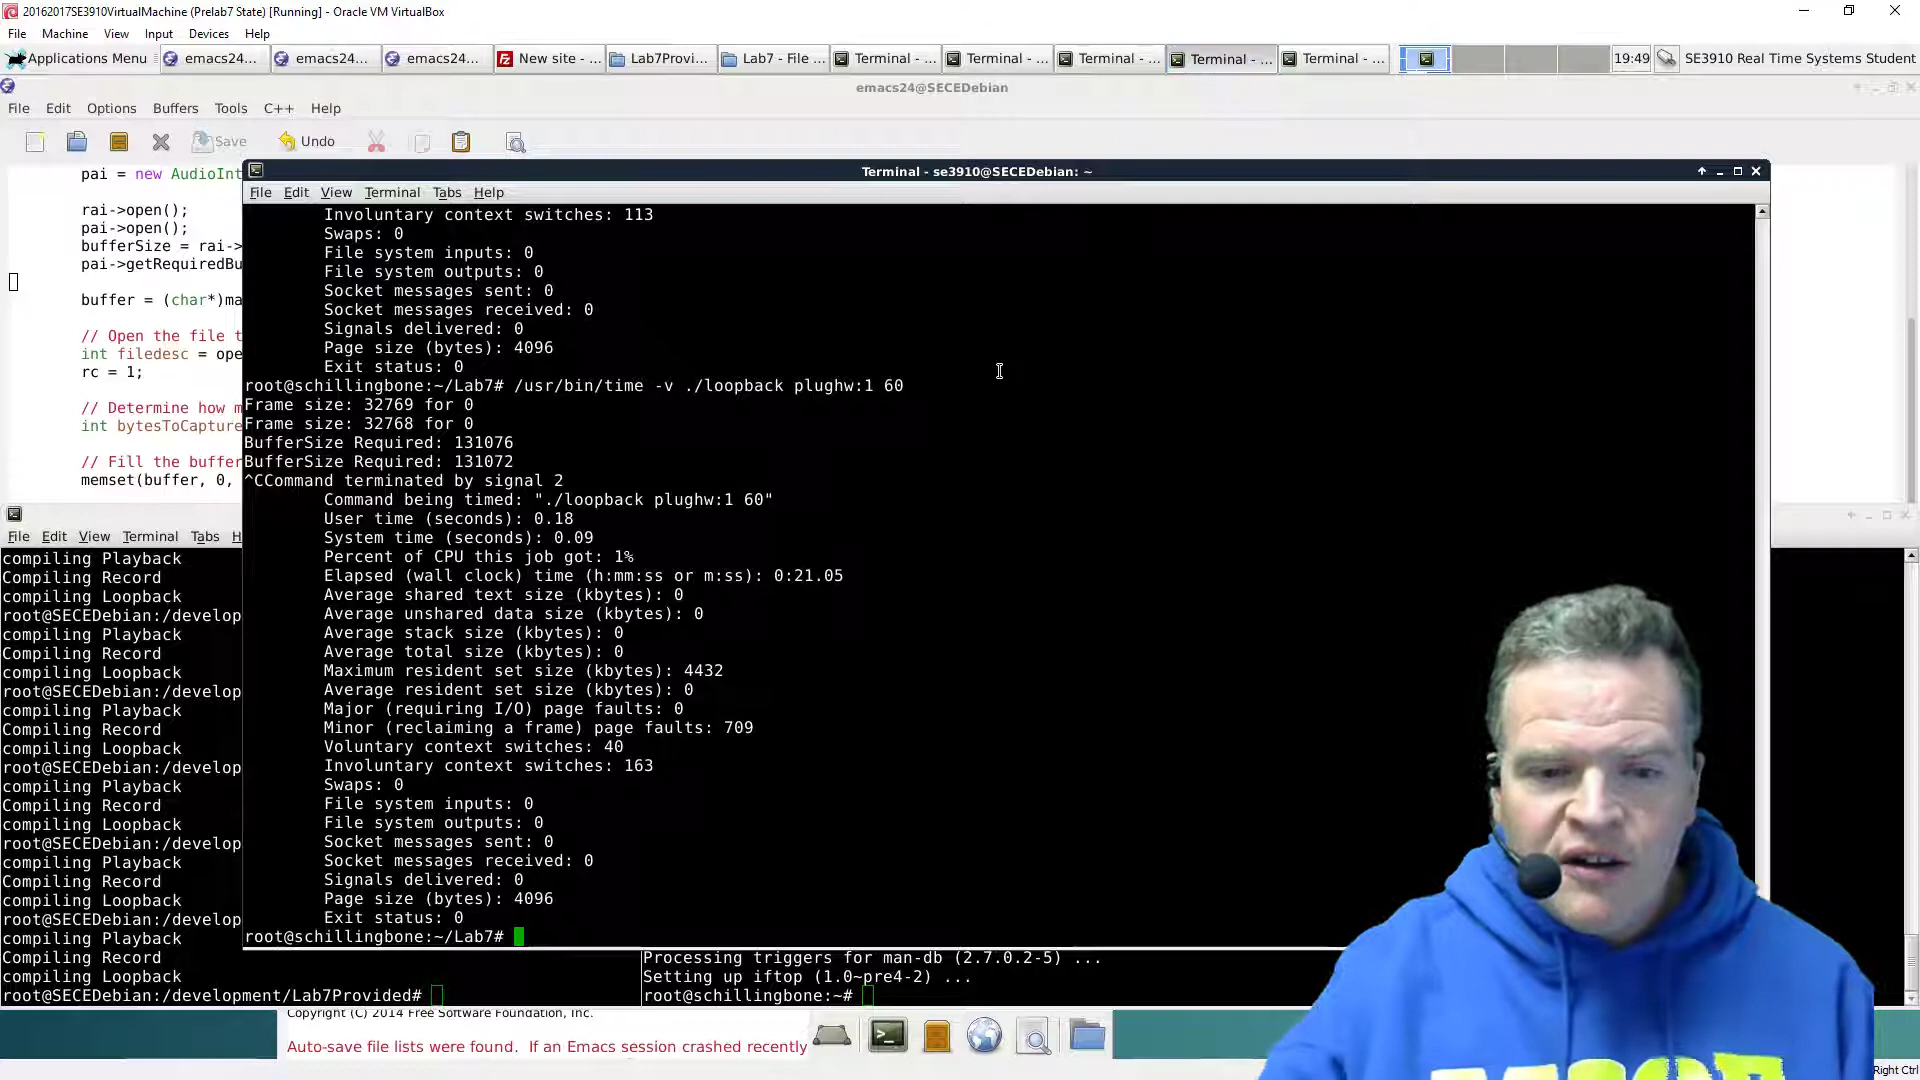 20162017SE3910VirtualMachine (Prelab7 State) [Running] - Oracle VM VirtualBox
File Machine View Input Devices Help
Applications Menu emacs24... emacs24... emacs24... New site - ... Lab7Provi... Lab7 - File ... Terminal - ... Terminal - ... Terminal - ... Terminal - ... Terminal - ... 19:49 SE3910 Real Time Systems Student
emacs24@SECEDebian
File Edit Options Buffers Tools C++ Help
Save Undo
pai = new AudioInt
rai->open();
pai->open();
bufferSize = rai->
pai->getRequiredBu
buffer = (char*)ma
// Open the file t
int filedesc = ope
rc = 1;
// Determine how m
int bytesToCapture
// Fill the buffer
memset(buffer, 0,
Terminal - se3910@SECEDebian: ~
File Edit View Terminal Tabs Help
Involuntary context switches: 113
Swaps: 0
File system inputs: 0
File system outputs: 0
Socket messages sent: 0
Socket messages received: 0
Signals delivered: 0
Page size (bytes): 4096
Exit status: 0
root@schillingbone:~/Lab7# /usr/bin/time -v ./loopback plughw:1 60
Frame size: 32769 for 0
Frame size: 32768 for 0
BufferSize Required: 131076
BufferSize Required: 131072
^CCommand terminated by signal 2
Command being timed: "./loopback plughw:1 60"
User time (seconds): 0.18
System time (seconds): 0.09
Percent of CPU this job got: 1%
Elapsed (wall clock) time (h:mm:ss or m:ss): 0:21.05
Average shared text size (kbytes): 0
Average unshared data size (kbytes): 0
Average stack size (kbytes): 0
Average total size (kbytes): 0
Maximum resident set size (kbytes): 4432
Average resident set size (kbytes): 0
Major (requiring I/O) page faults: 0
Minor (reclaiming a frame) page faults: 709
Voluntary context switches: 40
Involuntary context switches: 163
Swaps: 0
File system inputs: 0
File system outputs: 0
Socket messages sent: 0
Socket messages received: 0
Signals delivered: 0
Page size (bytes): 4096
Exit status: 0
root@schillingbone:~/Lab7#
File Edit View Terminal Tabs H
compiling Playback
Compiling Record
compiling Loopback
root@SECEDebian:/develop
compiling Playback
Compiling Record
compiling Loopback
root@SECEDebian:/develop
compiling Playback
Compiling Record
compiling Loopback
root@SECEDebian:/develop
compiling Playback
Compiling Record
compiling Loopback
root@SECEDebian:/develop
compiling Playback
Compiling Record
compiling Loopback
root@SECEDebian:/develop
compiling Playback
Compiling Record
compiling Loopback
root@SECEDebian:/development/Lab7Provided#
Processing triggers for man-db (2.7.0.2-5) ...
Setting up iftop (1.0~pre4-2) ...
root@schillingbone:~#
Copyright (C) 2014 Free Software Foundation, Inc.
Auto-save file lists were found. If an Emacs session crashed recently
Right Ctrl